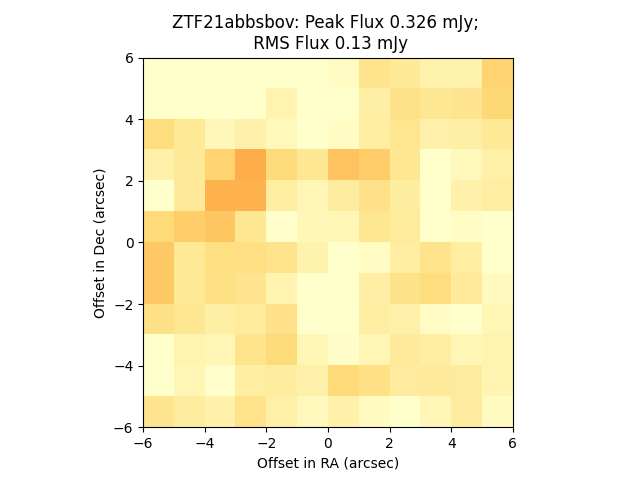 ZTF21abbsbov: Peak Flux 0.326 mJy;
RMS Flux 0.13 mJy
6
4
2
0
−2
−4
−6
Offset in Dec (arcsec)
−6 −4 −2 0 2 4 6
Offset in RA (arcsec)